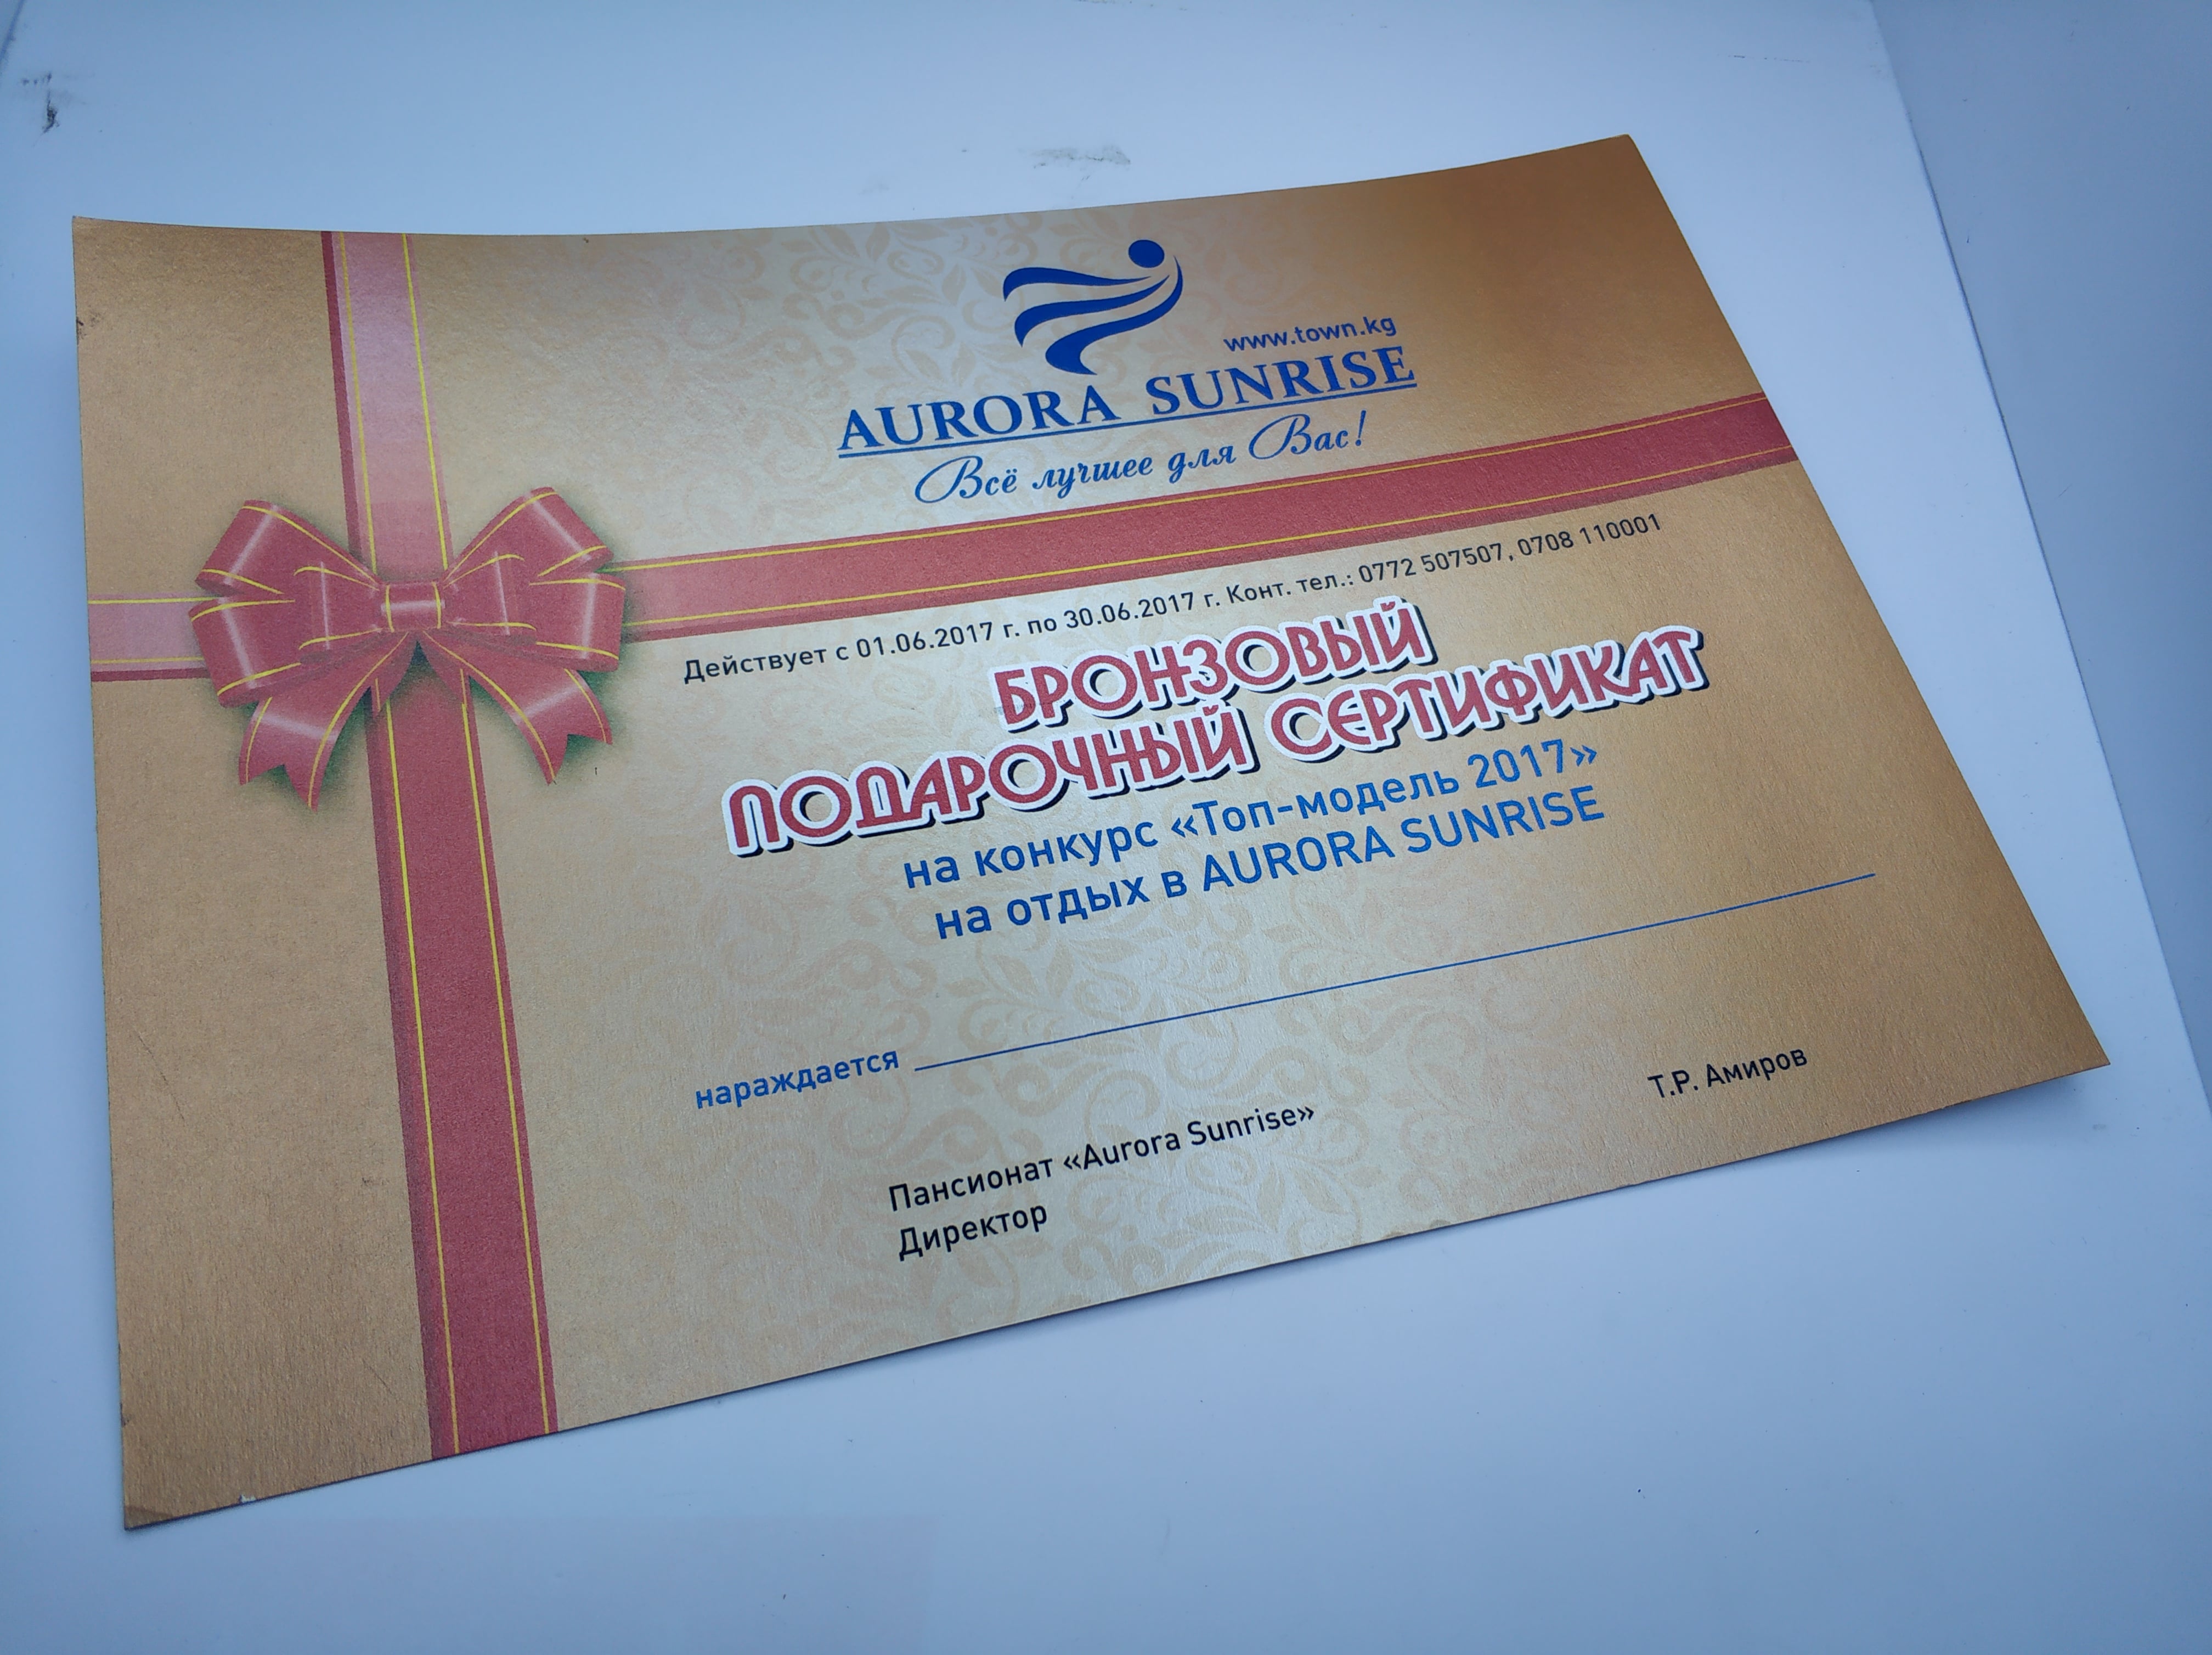 www.town.kg
AURORA SUNRISE
Всё лучшее для Вас!
Действует с 01.06.2017 г. по 30.06.2017 г. Конт. тел.: 0772 507507, 0708 110001
БРОНЗОВЫЙ
ПОДАРОЧНЫЙ СЕРТИФИКАТ
на конкурс «Топ-модель 2017»
на отдых в AURORA SUNRISE
нараждается
Пансионат «Aurora Sunrise»
Директор
Т.Р. Амиров